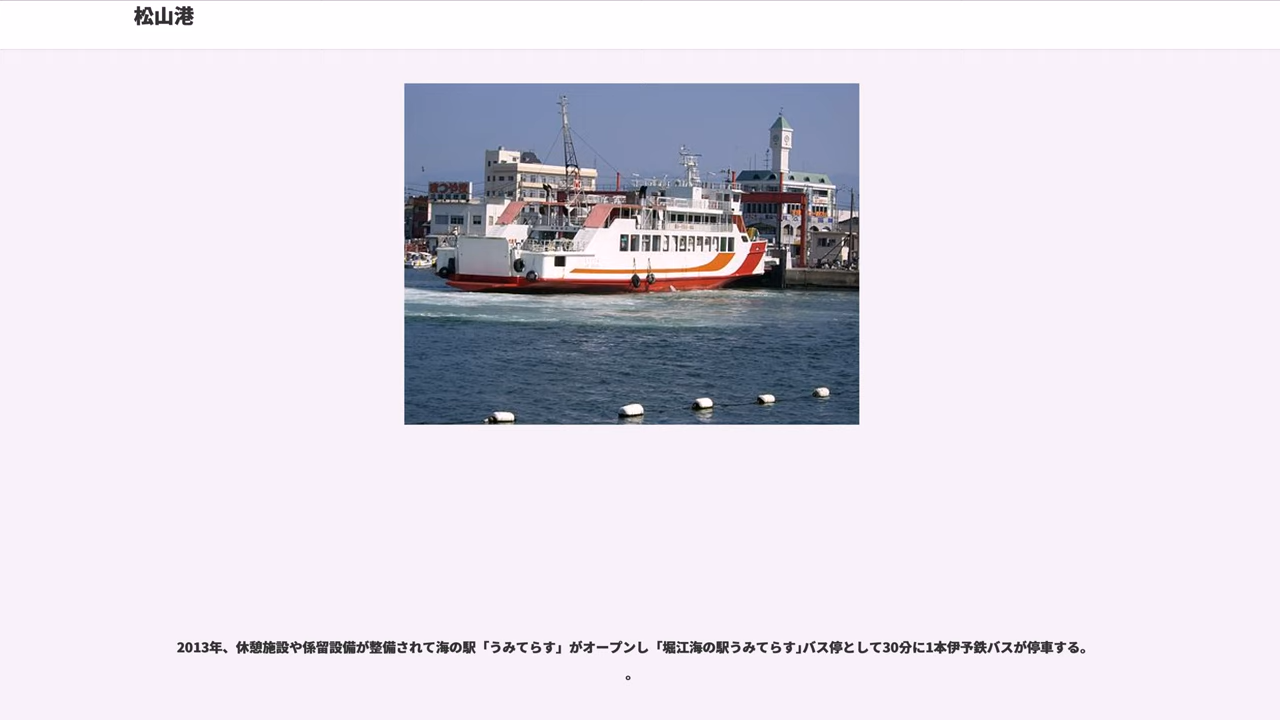 松山港
2013年、休憩施設や係留設備が整備されて海の駅「うみてらす」がオープンし「堀江海の駅うみてらす」バス停として30分に1本伊予鉄バスが停車する。
。